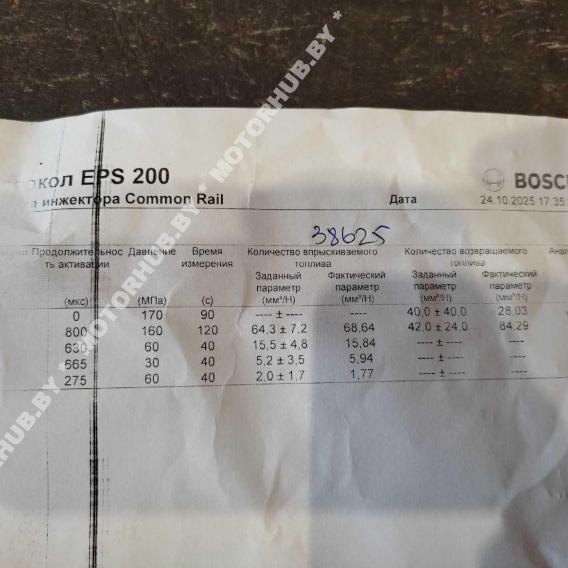 MOTORHUB.BY * MOTORHUB.BY *
MOTORHUB.BY * MOTORHUB.BY *
окол EPS 200
BOSCH
а инжектора Common Rail
Дата
24.10.2025 17:35
38625
Продолжительнос
ть активации
Давление
Время
измерения
Количество впрыскиваемого
топлива
Количество возвращаемого
топлива
Заданный
параметр
Фактический
параметр
Заданный
параметр
Фактический
параметр
(мкс) (МПа) (с) (мм³/Н) (мм³/Н) (мм³/Н) (мм³/Н)
0 170 90 ---- ± ---- 40,0 ± 40,0 28,03
800 160 120 64,3 ± 7,2 68,64 42,0 ± 24,0 84,29
630 60 40 15,5 ± 4,8 15,84 ---- ± ----
565 30 40 5,2 ± 3,5 5,94 ---- ± ----
275 60 40 2,0 ± 1,7 1,77 ---- ± ----